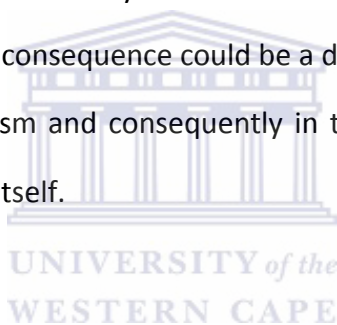 consequence could be a d
sm and consequently in t
tself.
UNIVERSITY of the
WESTERN CAPE